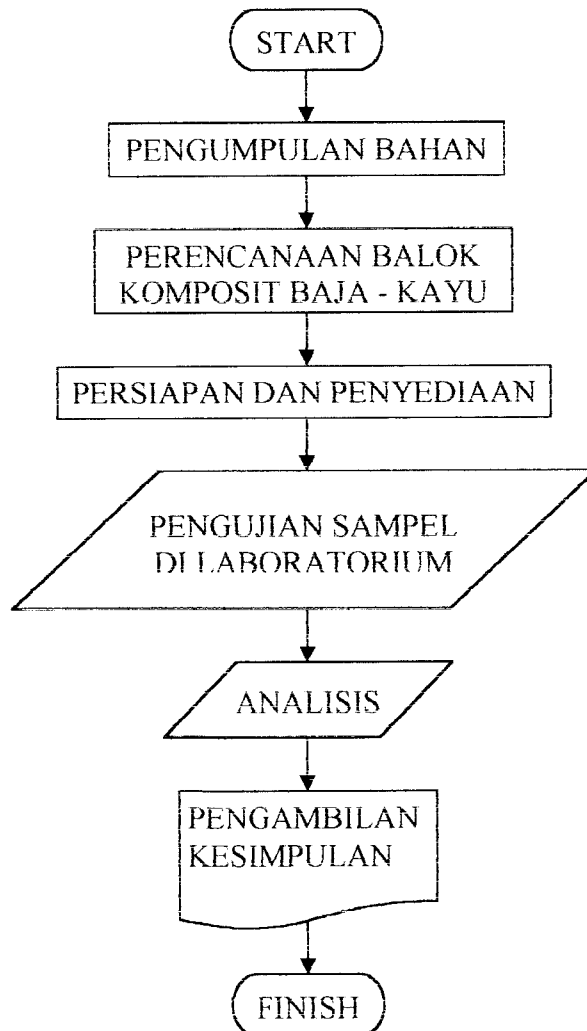 START
PENGUMPULAN BAHAN
PERENCANAAN BALOK
KOMPOSIT BAJA - KAYU
PERSIAPAN DAN PENYEDIAAN
PENGUJIAN SAMPEL
DI LABORATORIUM
ANALISIS
PENGAMBILAN
KESIMPULAN
FINISH